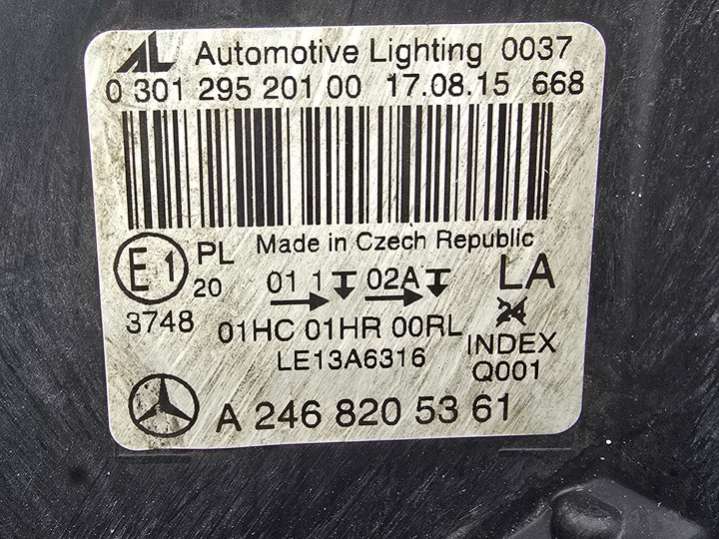 AL Automotive Lighting 0037
0 301 295 201 00 17.08.15 668
Made in Czech Republic
E1 PL
20
3748
01 1 02A LA
24
01HC 01HR 00RL
INDEX
LE13A6316
Q001
A 246 820 53 61